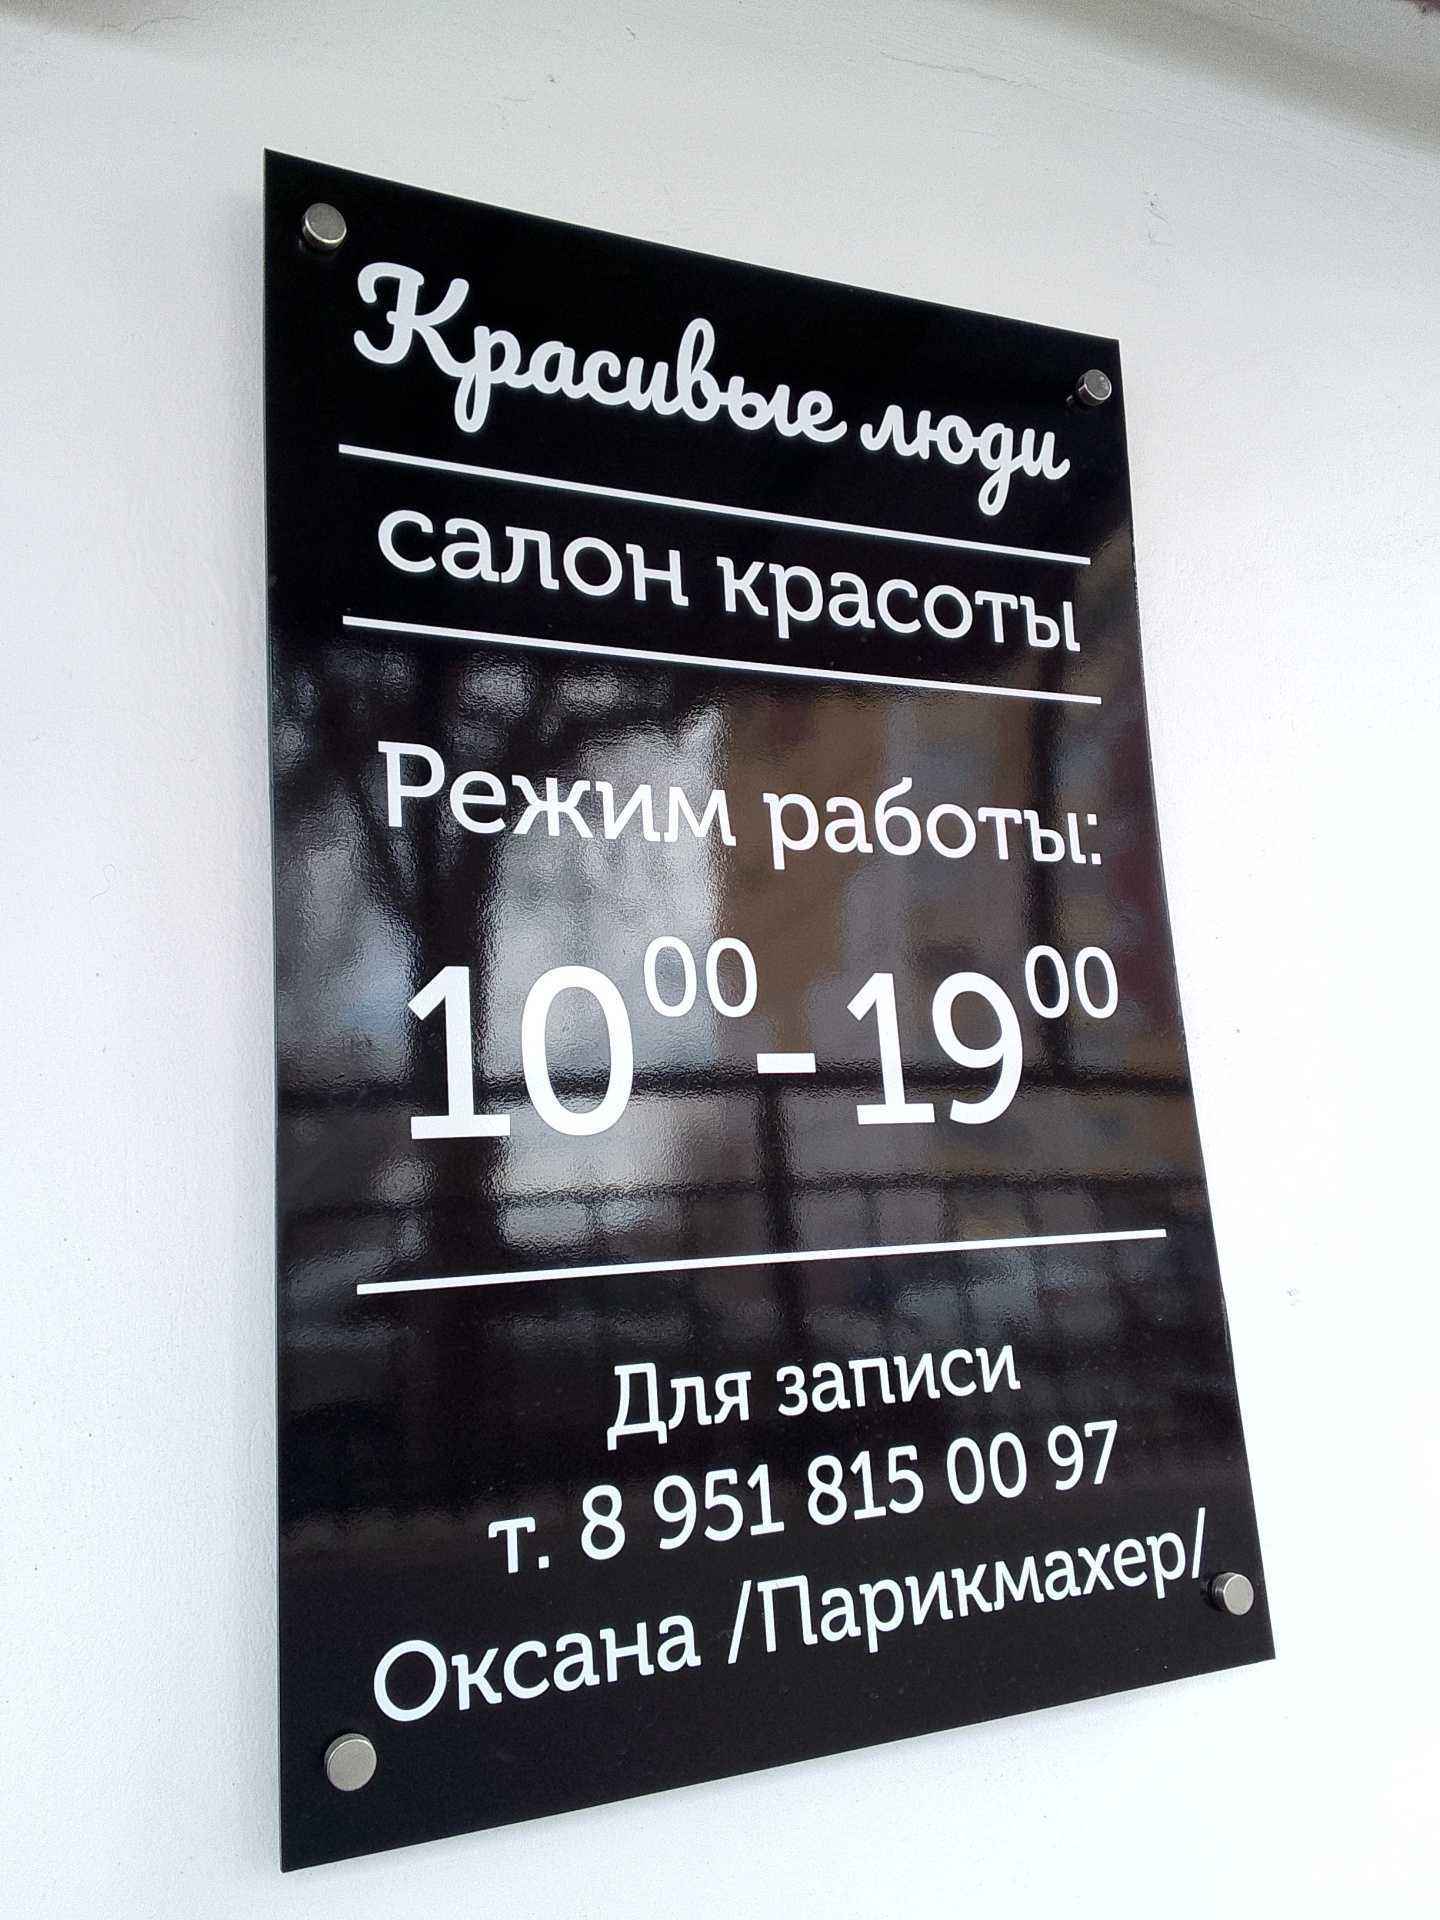 Красивые люди
салон красоты
Режим работы:
10⁰⁰ - 19⁰⁰
Для записи
т. 8 951 815 00 97
Оксана /Парикмахер/